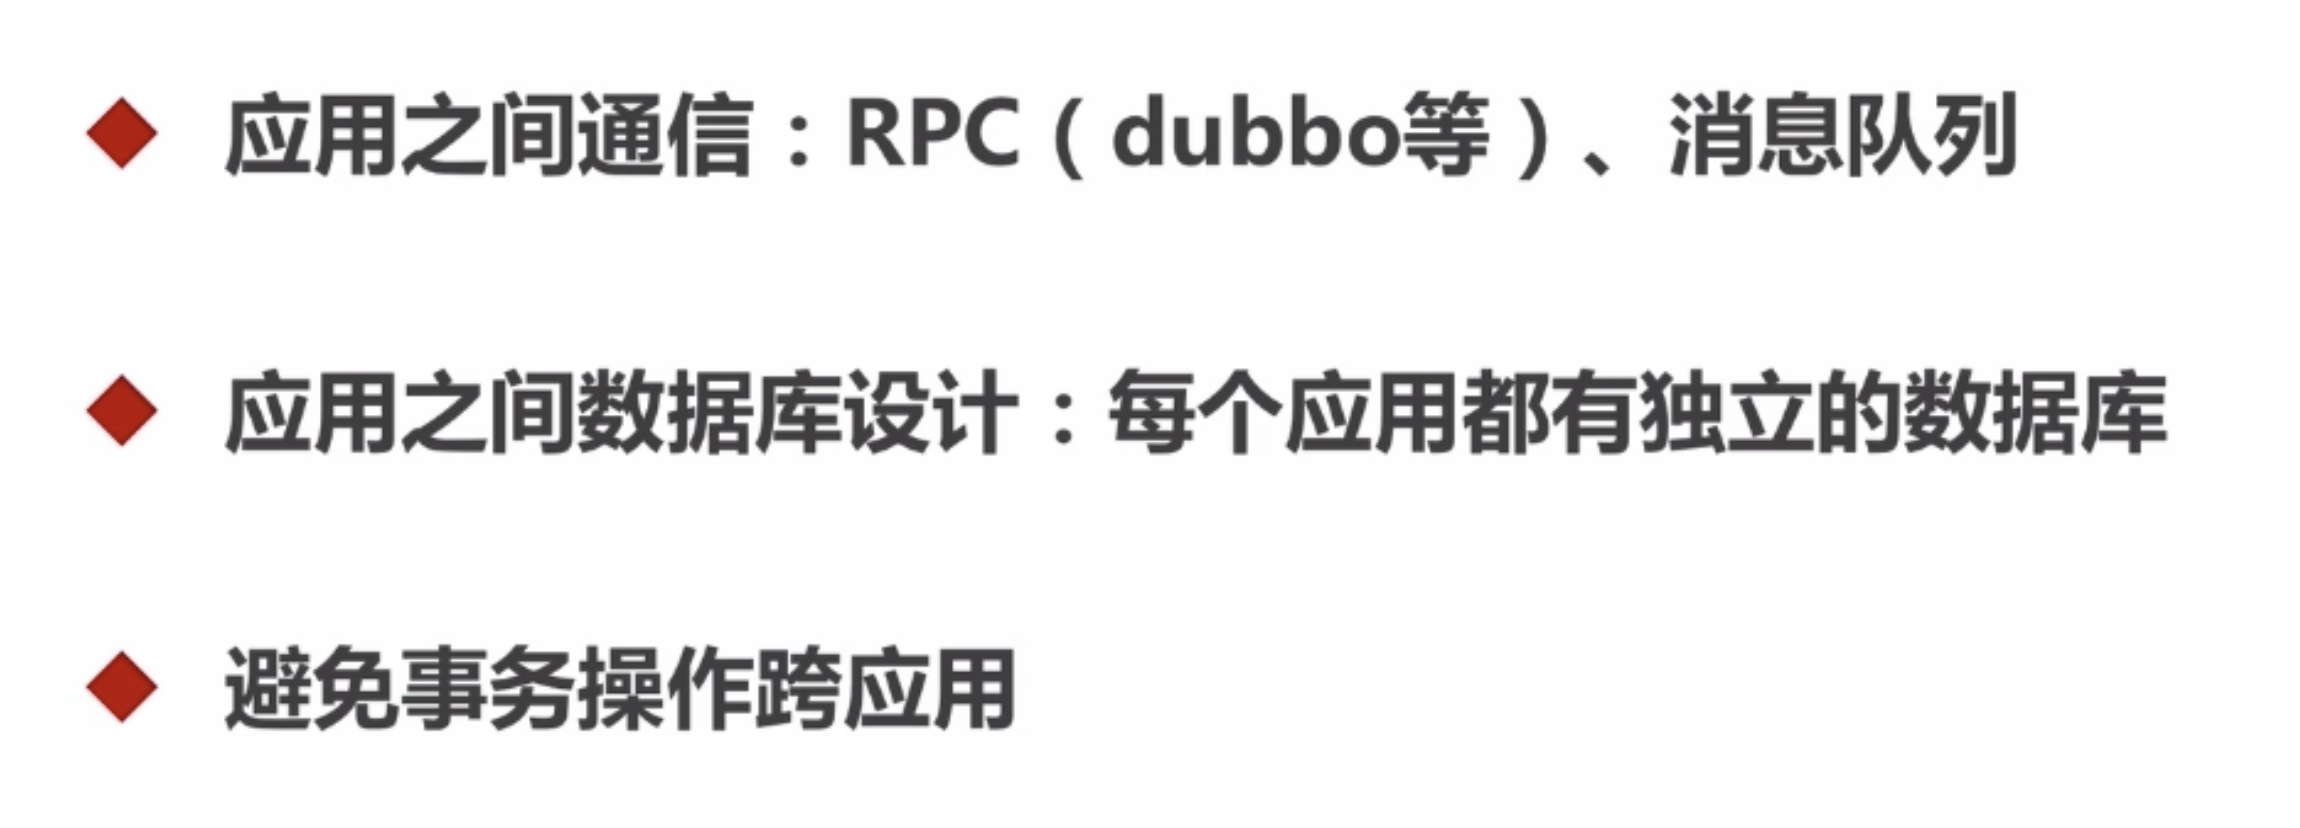 应用之间通信：RPC（dubbo等）、消息队列
应用之间数据库设计：每个应用都有独立的数据库
避免事务操作跨应用